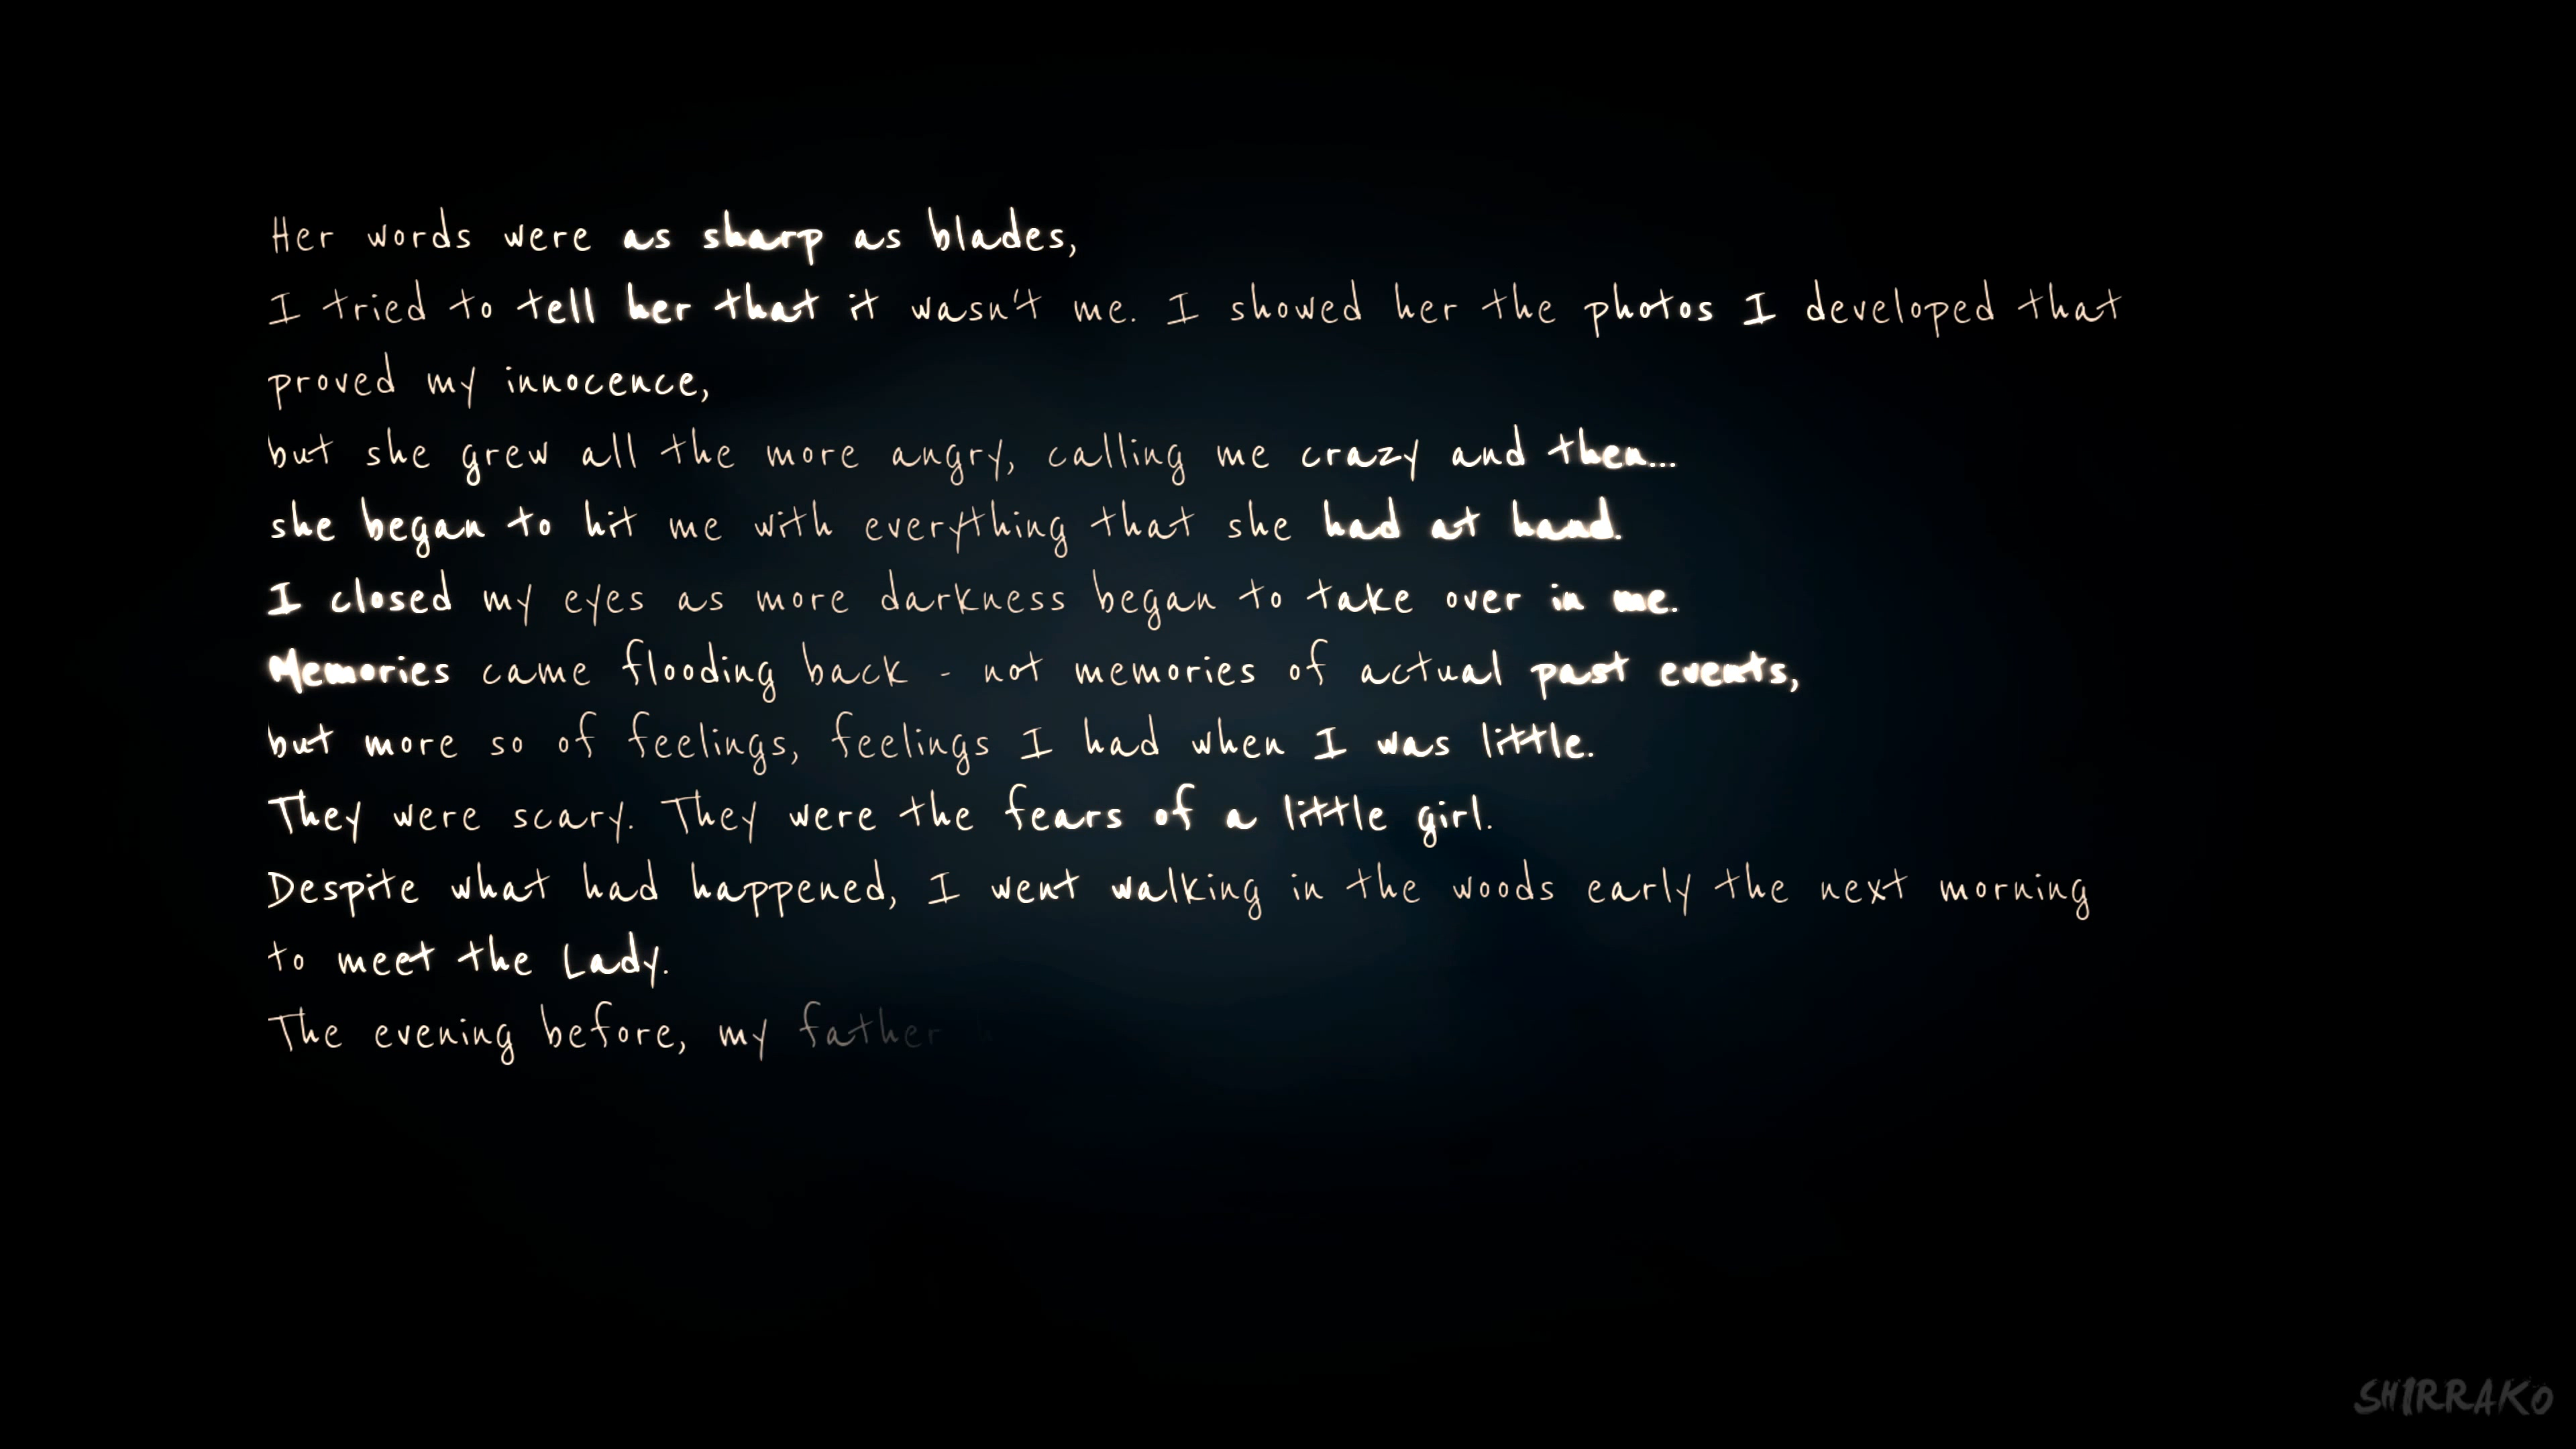 Her words were as sharp as blades,
I tried to tell her that it wasn't me. I showed her the photos I developed that
proved my innocence,
but she grew all the more angry, calling me crazy and then...
she began to hit me with everything that she had at hand.
I closed my eyes as more darkness began to take over in me.
Memories came flooding back - not memories of actual past events,
but more so of feelings, feelings I had when I was little.
They were scary. They were the fears of a little girl.
Despite what had happened, I went walking in the woods early the next morning
to meet the Lady.
The evening before, my father
SHIRRAKO